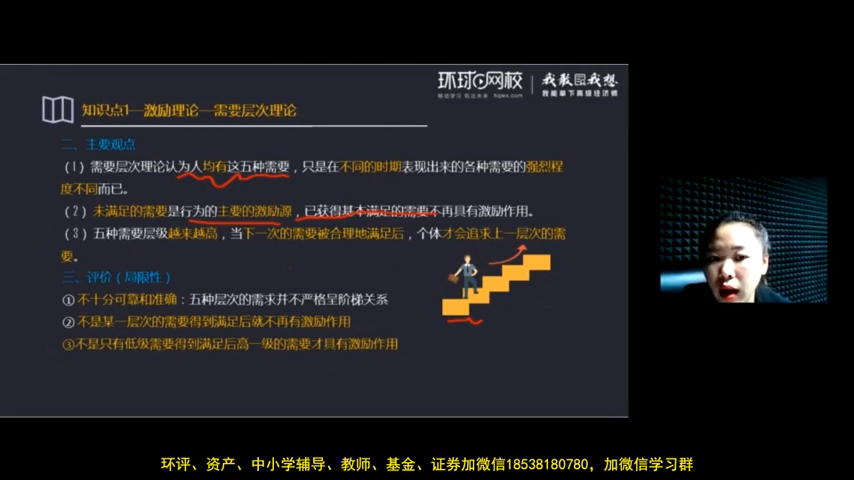 环球网校
hqwx.com
我敢 我想
我能拿下高级经济师
知识点1—激励理论—需要层次理论
二、主要观点
(1)需要层次理论认为人均有这五种需要，只是在不同的时期表现出来的各种需要的强烈程
度不同而已。
(2)未满足的需要是行为的主要的激励源，已获得基本满足的需要不再具有激励作用。
(3)五种需要层级越来越高，当下一次的需要被合理地满足后，个体才会追求上一层次的需
要。
三、评价(局限性)
①不十分可靠和准确：五种层次的需求并不严格呈阶梯关系
②不是某一层次的需要得到满足后就不再有激励作用
③不是只有低级需要得到满足后高一级的需要才具有激励作用
环评、资产、中小学辅导、教师、基金、证券加微信18538180780，加微信学习群